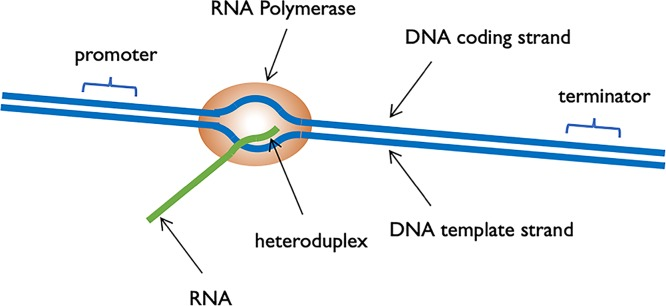 RNA Polymerase
promoter
DNA coding strand
terminator
heteroduplex
DNA template strand
RNA